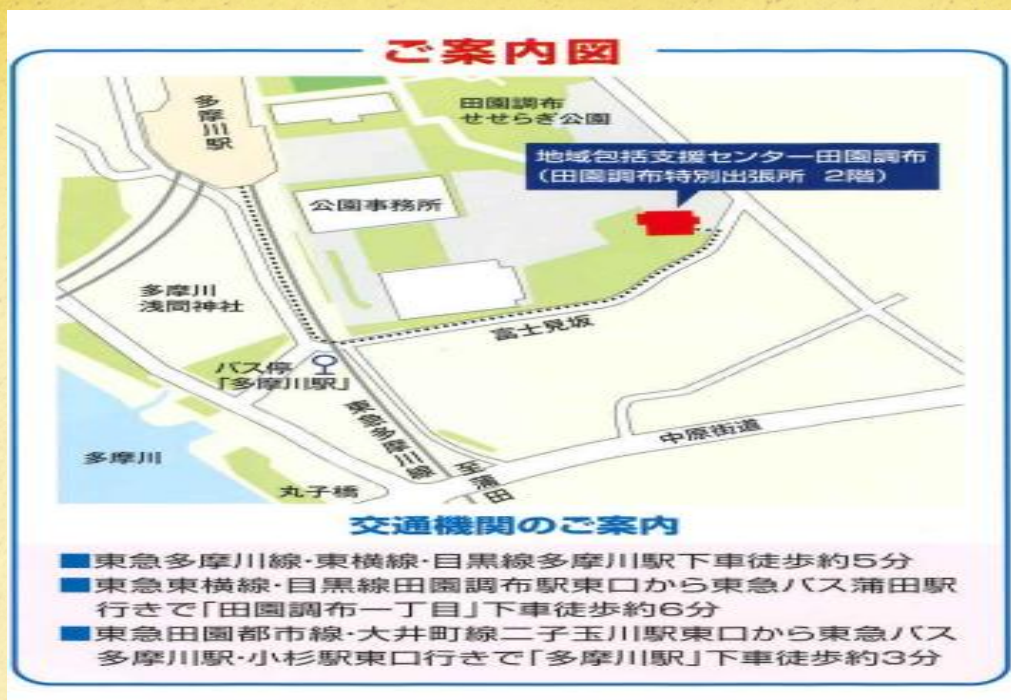 ご案内図
多摩川駅
田園調布
せせらぎ公園
地域包括支援センター田園調布
(田園調布特別出張所 2階)
公園事務所
多摩川
浅間神社
富士見坂
バス停
「多摩川駅」
東急多摩川線
中原街道
至蒲田
多摩川
丸子橋
交通機関のご案内
■東急多摩川線・東横線・目黒線多摩川駅下車徒歩約5分
■東急東横線・目黒線田園調布駅東口から東急バス蒲田駅
行きで「田園調布一丁目」下車徒歩約6分
■東急田園都市線・大井町線二子玉川駅東口から東急バス
多摩川駅・小杉駅東口行きで「多摩川駅」下車徒歩約3分